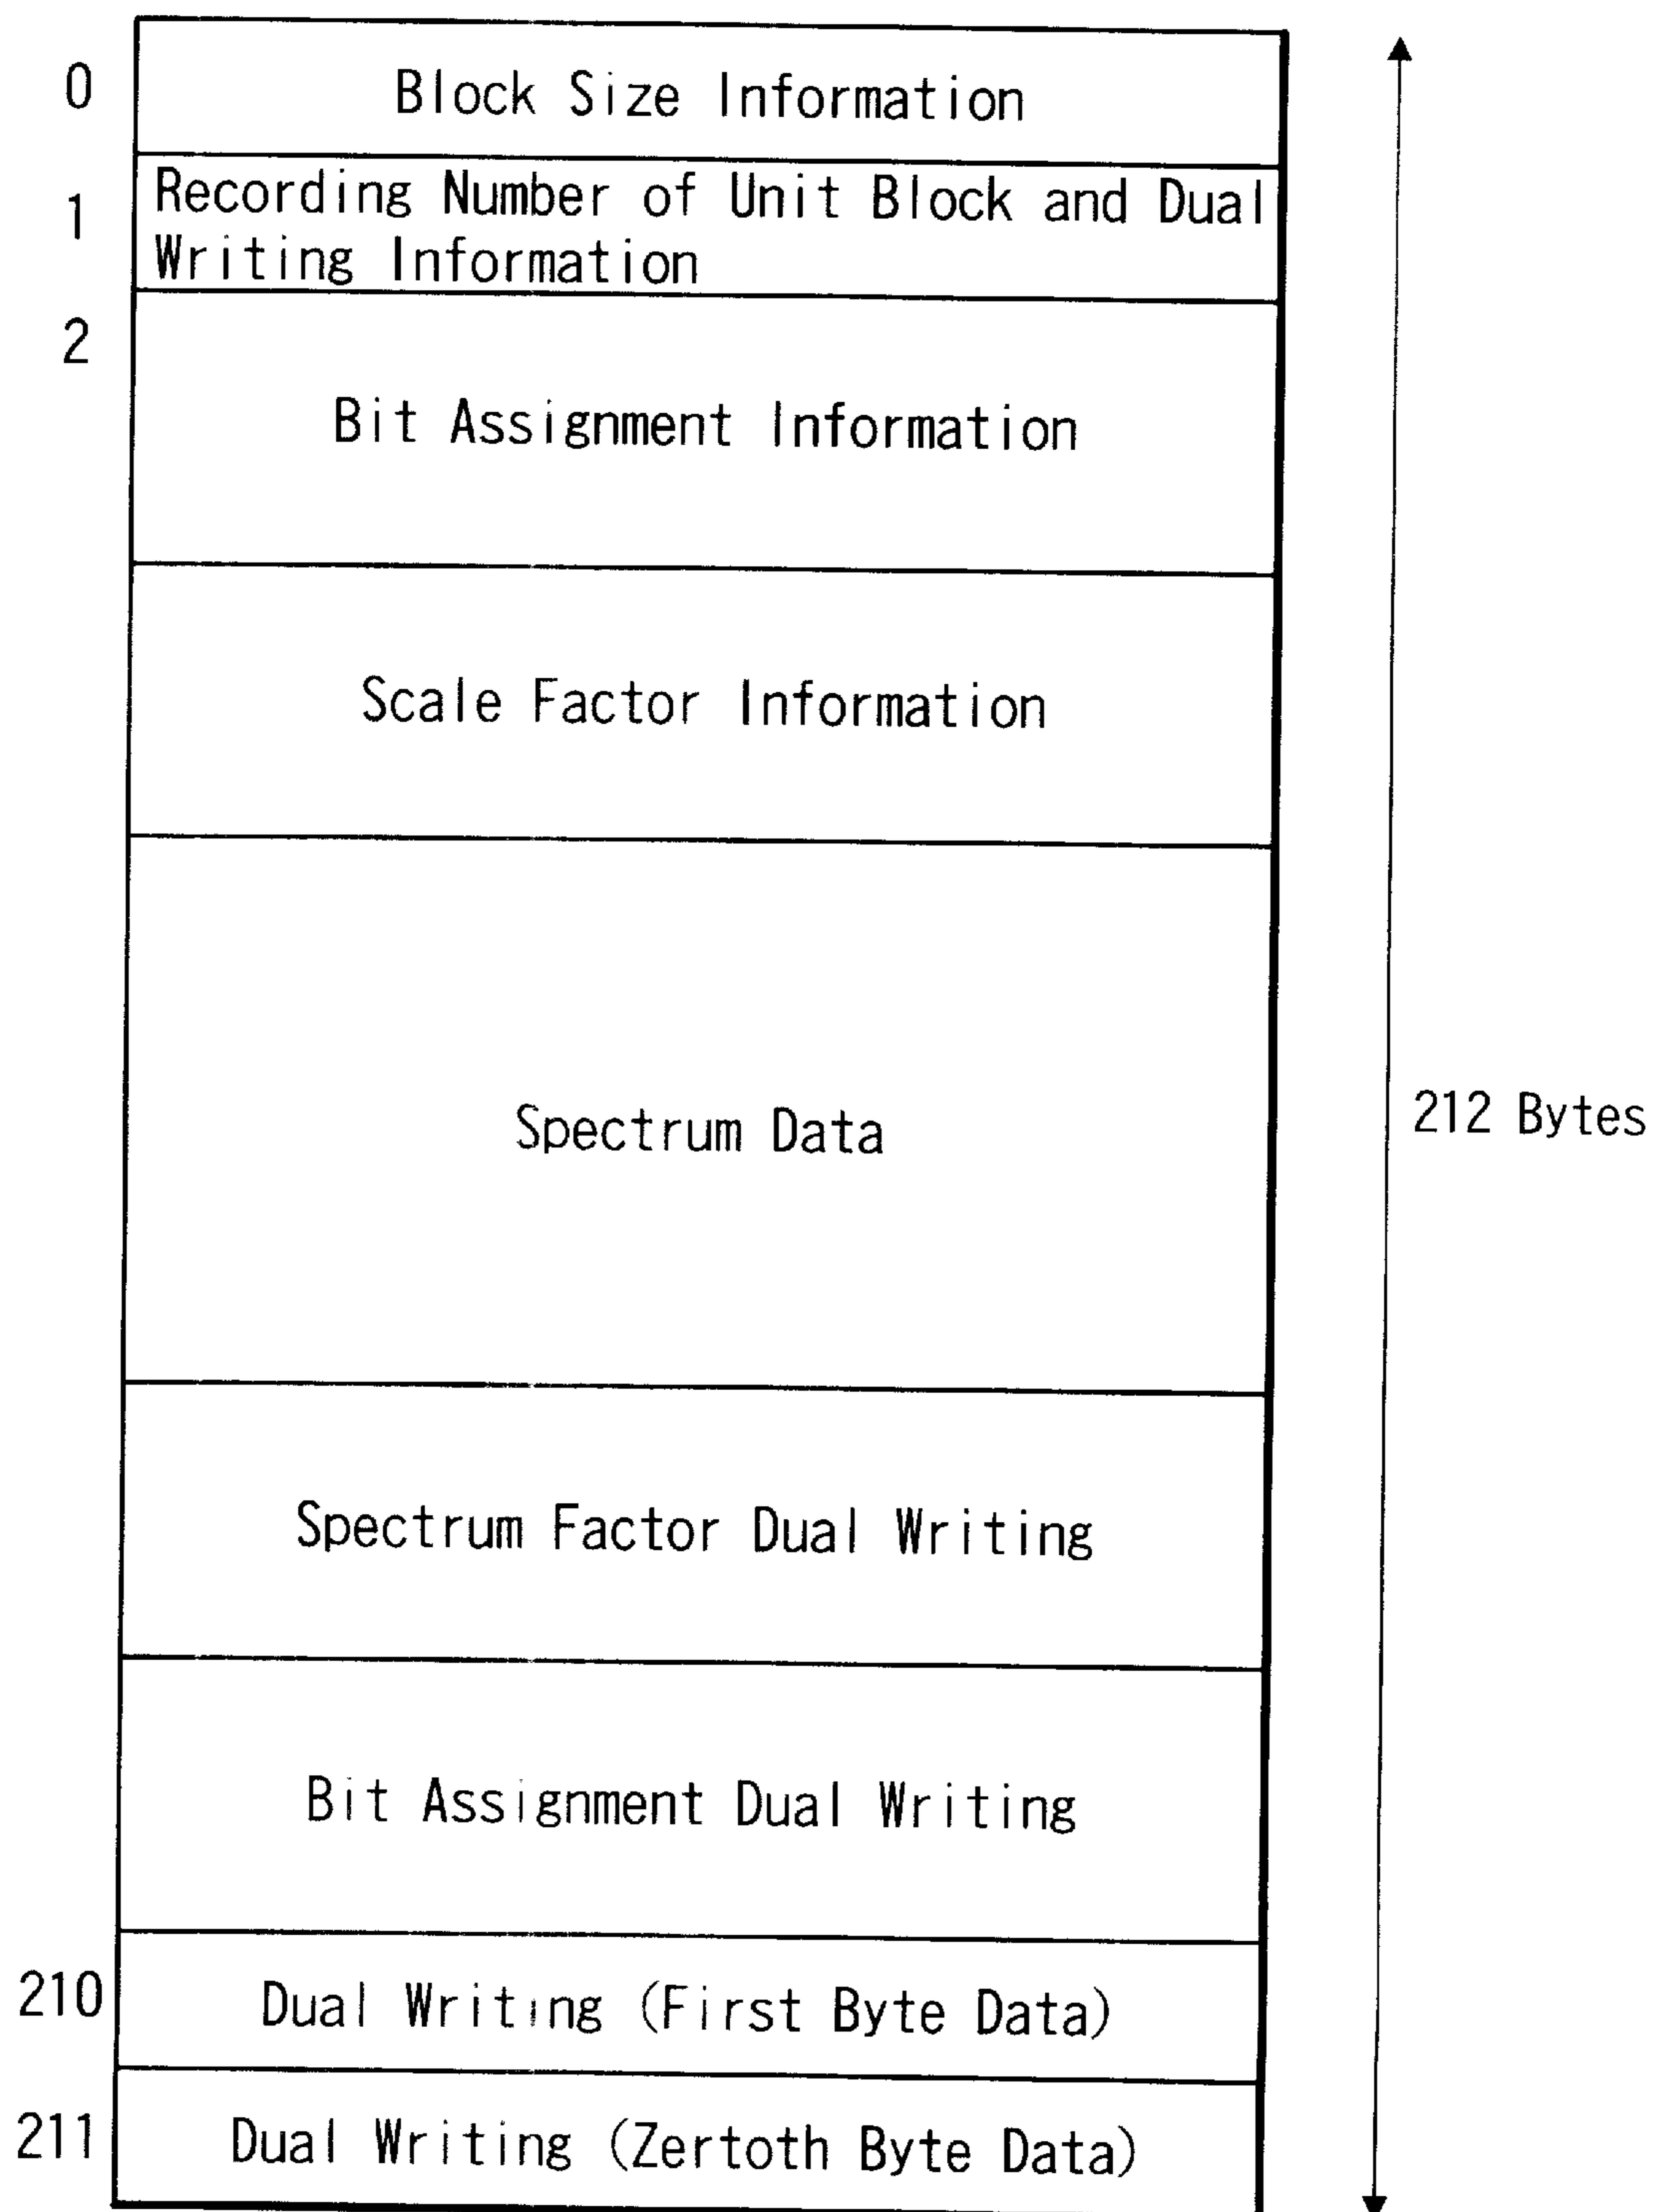 0
Block Size Information
1
Recording Number of Unit Block and Dual
Writing Information
2
Bit Assignment Information
Scale Factor Information
Spectrum Data
212 Bytes
Spectrum Factor Dual Writing
Bit Assignment Dual Writing
210
Dual Writing (First Byte Data)
211
Dual Writing (Zertoth Byte Data)